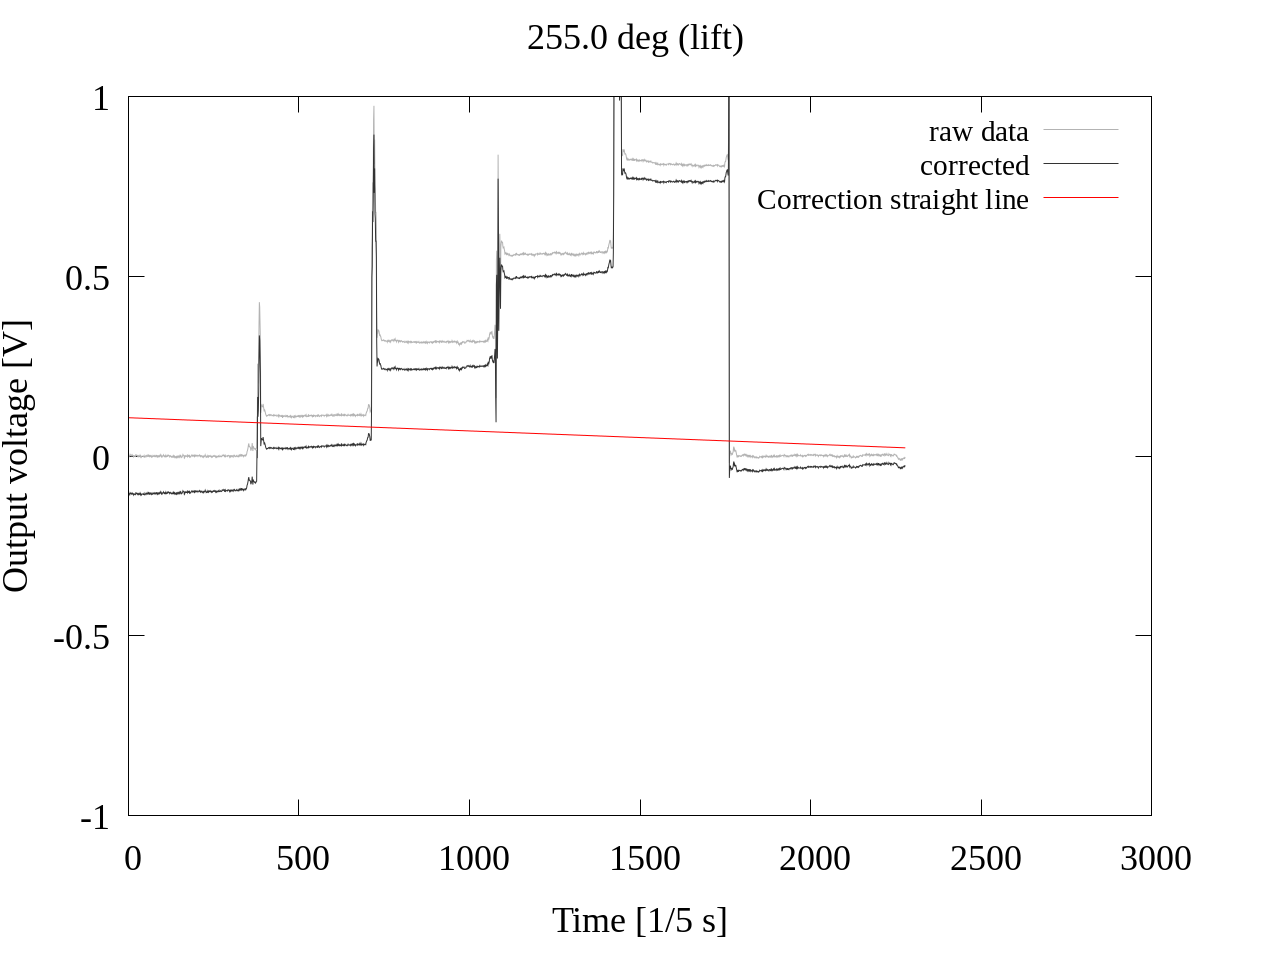 255.0 deg (lift)
raw data
corrected
Correction straight line
1
0.5
0
-0.5
-1
Output voltage [V]
0 500 1000 1500 2000 2500 3000
Time [1/5 s]